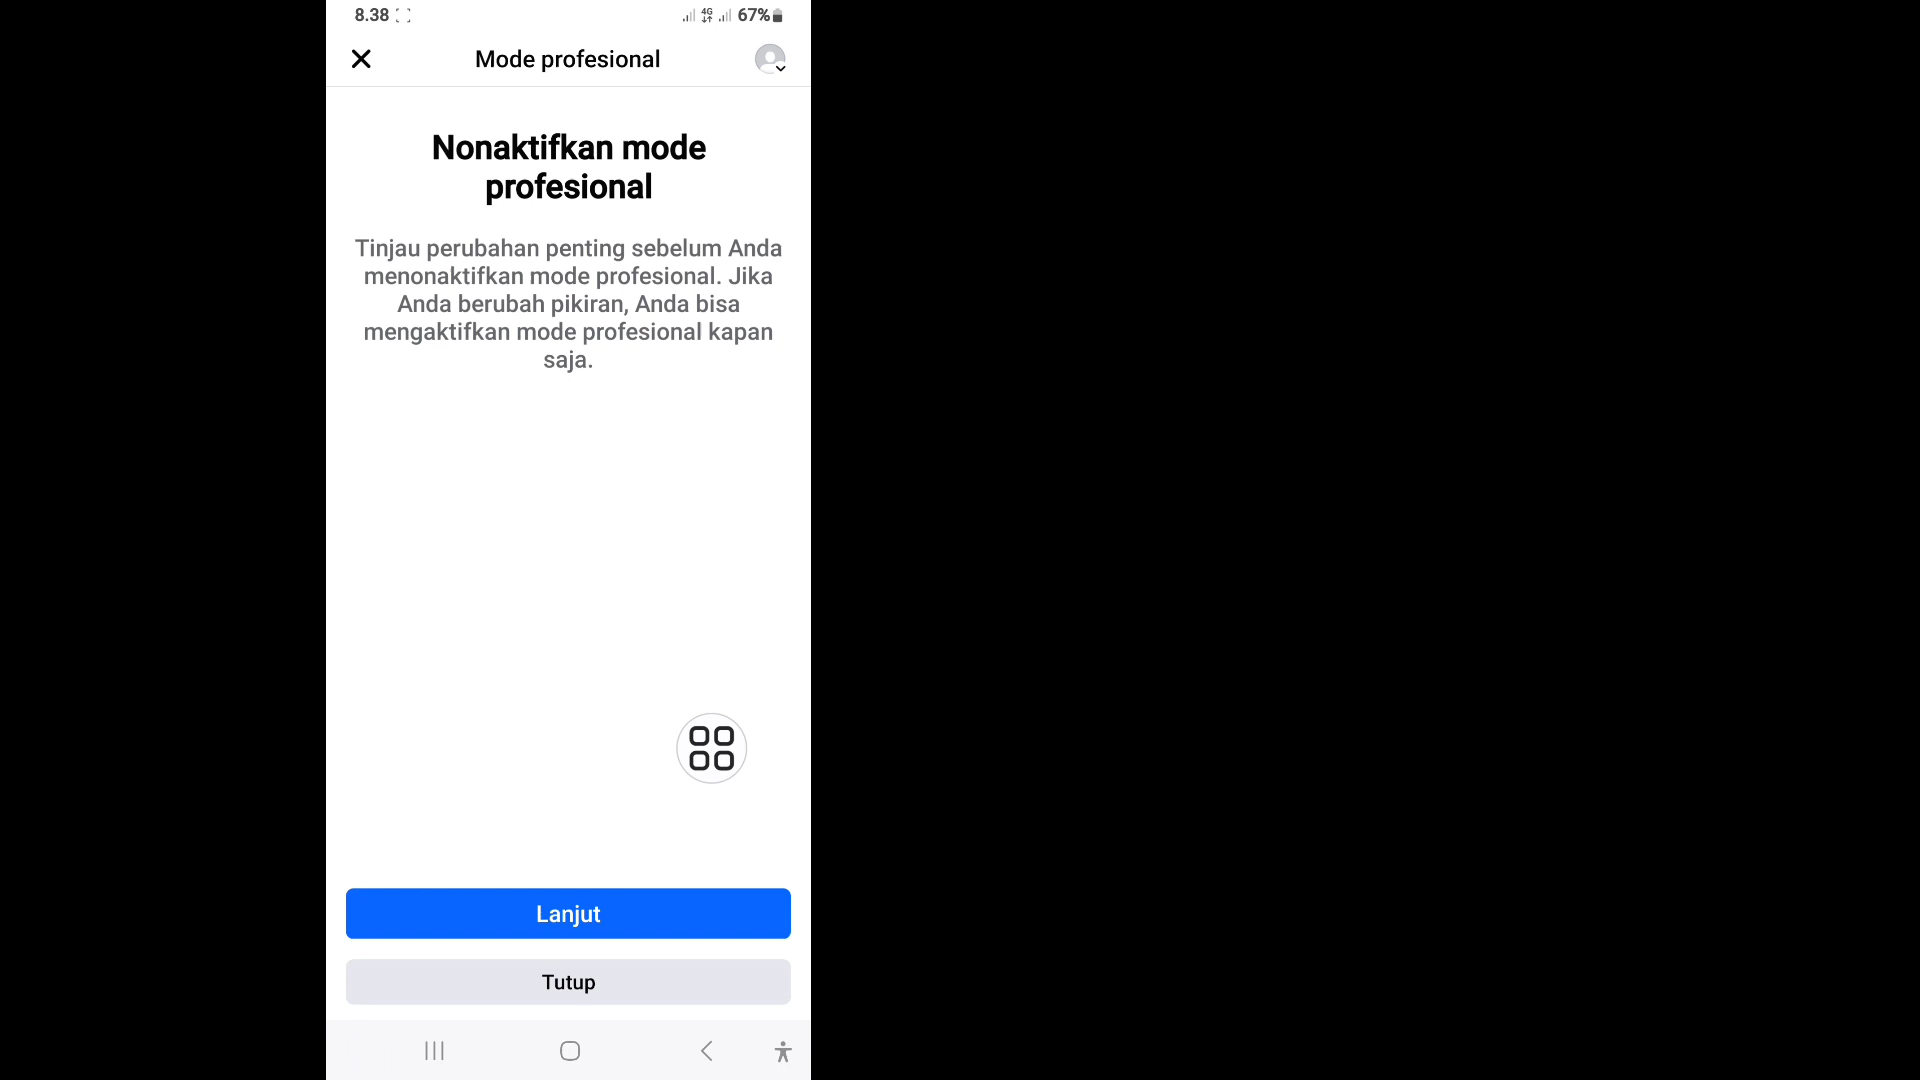 8.38
4G
67%
Mode profesional
Nonaktifkan mode
profesional
Tinjau perubahan penting sebelum Anda
menonaktifkan mode profesional. Jika
Anda berubah pikiran, Anda bisa
mengaktifkan mode profesional kapan
saja.
Lanjut
Tutup